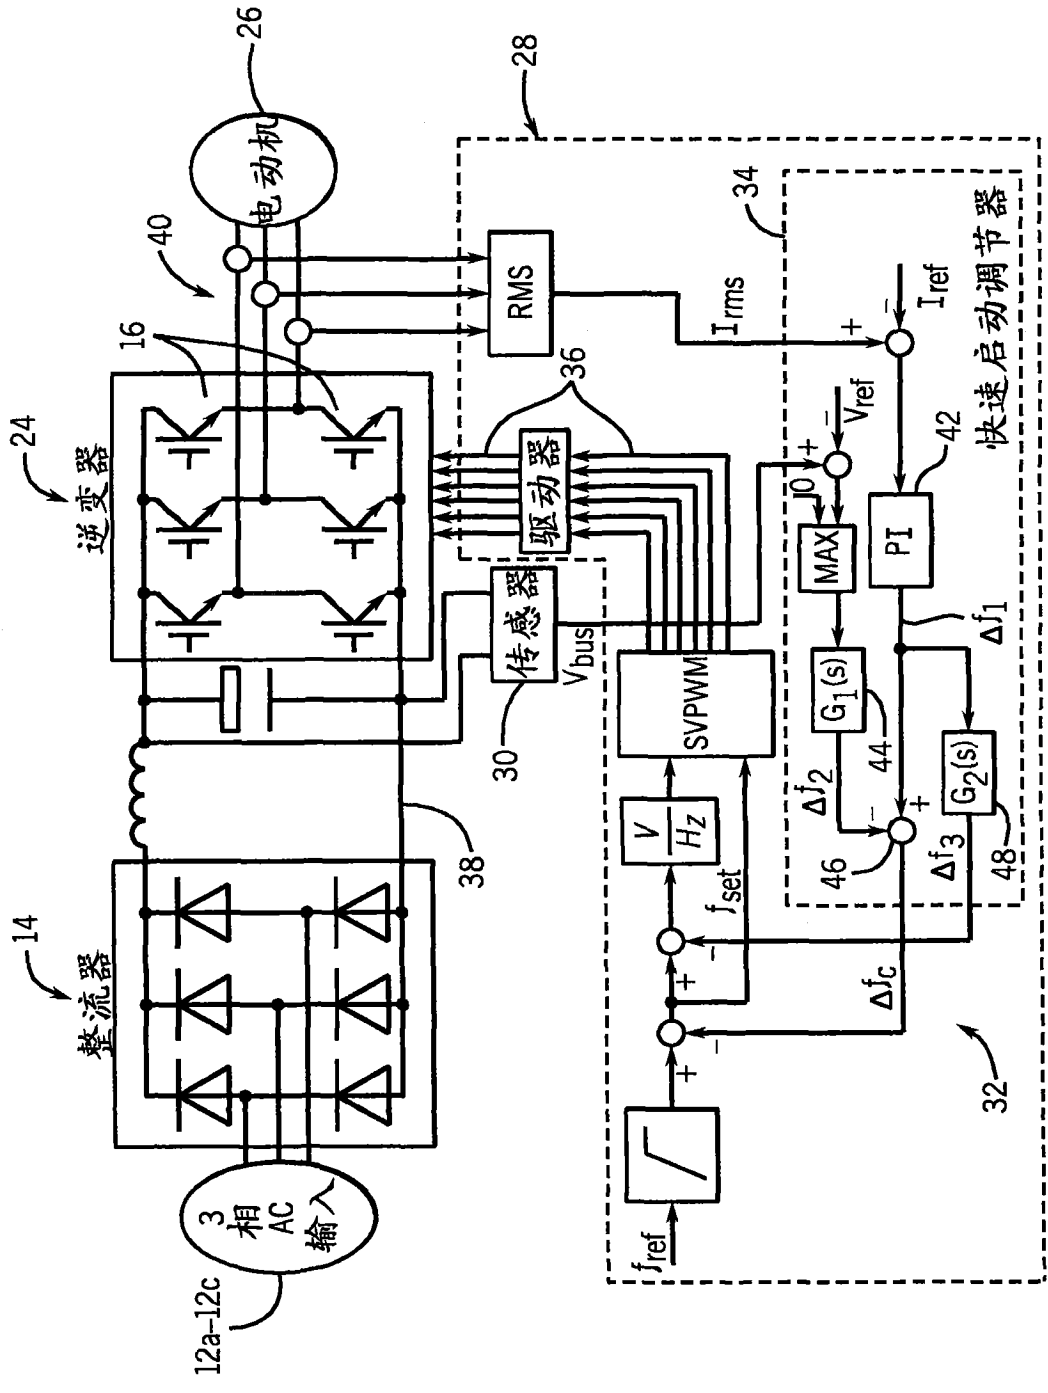 26
28
40
电动机
34
16
RMS
Irms
Iref
快速启动调节器
24
逆变器
36
驱动器
Vref
42
0
MAX
PI
传感器
Vbus
30
Δf1
SVPWM
G1(s)
44
G2(s)
48
Δf2
46
Δf3
V
Hz
38
fset
14
整流器
Δfc
32
3
相
AC
输入
fref
12a-12c
+
-
+
-
+
-
+
-
+
-